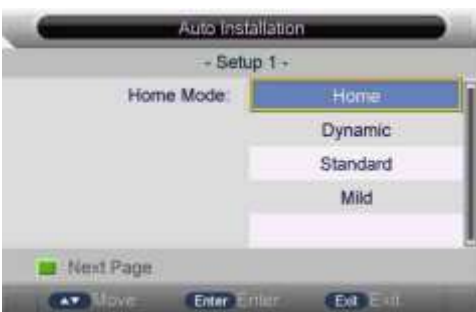 Auto Installation
- Setup 1 -
Home Mode: Home
Dynamic
Standard
Mild
Next Page
▲▼ Move Enter Enter Exit Exit